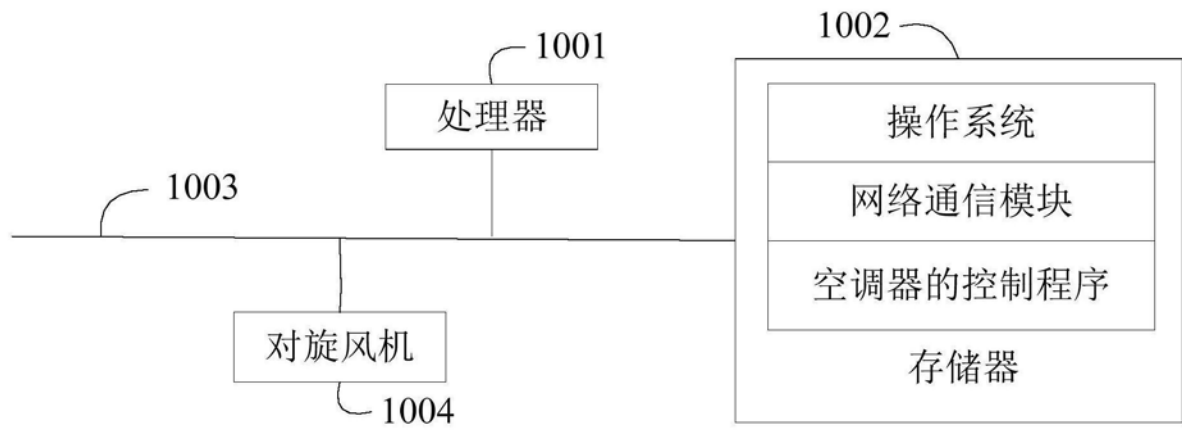 1001
处理器
1002
操作系统
网络通信模块
空调器的控制程序
存储器
1003
对旋风机
1004